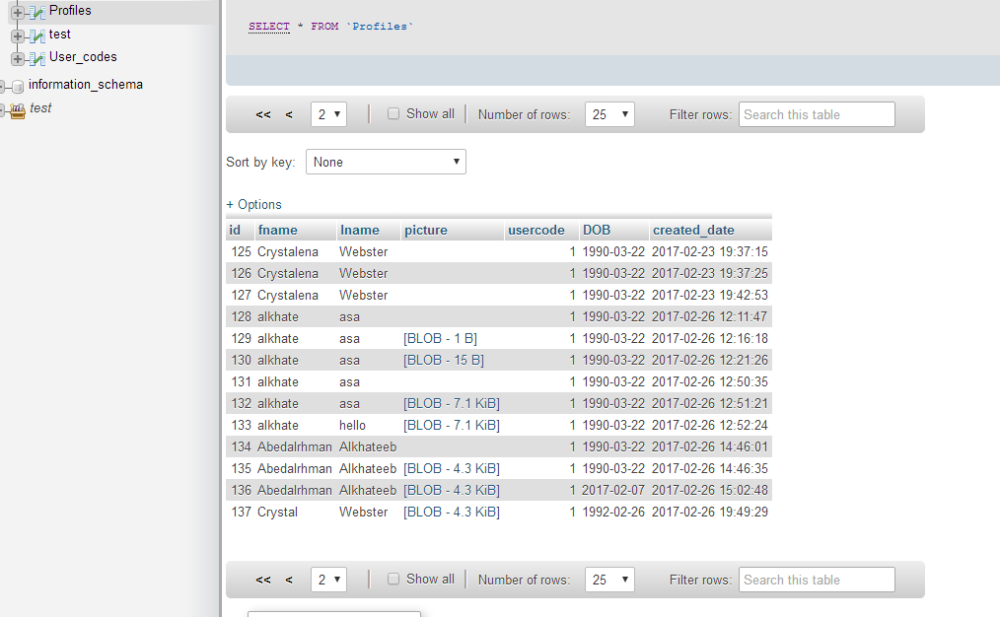 Profiles
test
User_codes
information_schema
test
SELECT * FROM `Profiles`
<< < 2 Show all Number of rows: 25 Filter rows: Search this table
Sort by key: None
+ Options
id fname lname picture usercode DOB created_date
125 Crystalena Webster 1 1990-03-22 2017-02-23 19:37:15
126 Crystalena Webster 1 1990-03-22 2017-02-23 19:37:25
127 Crystalena Webster 1 1990-03-22 2017-02-23 19:42:53
128 alkhate asa 1 1990-03-22 2017-02-26 12:11:47
129 alkhate asa [BLOB - 1 B] 1 1990-03-22 2017-02-26 12:16:18
130 alkhate asa [BLOB - 15 B] 1 1990-03-22 2017-02-26 12:21:26
131 alkhate asa 1 1990-03-22 2017-02-26 12:50:35
132 alkhate asa [BLOB - 7.1 KiB] 1 1990-03-22 2017-02-26 12:51:21
133 alkhate hello [BLOB - 7.1 KiB] 1 1990-03-22 2017-02-26 12:52:24
134 Abedalrhman Alkhateeb 1 1990-03-22 2017-02-26 14:46:01
135 Abedalrhman Alkhateeb [BLOB - 4.3 KiB] 1 1990-03-22 2017-02-26 14:46:35
136 Abedalrhman Alkhateeb [BLOB - 4.3 KiB] 1 2017-02-07 2017-02-26 15:02:48
137 Crystal Webster [BLOB - 4.3 KiB] 1 1992-02-26 2017-02-26 19:49:29
<< < 2 Show all Number of rows: 25 Filter rows: Search this table